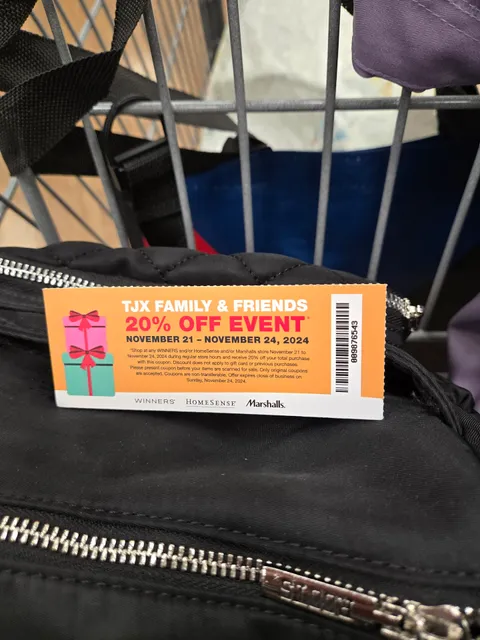 TJX FAMILY & FRIENDS
20% OFF EVENT*
NOVEMBER 21 – NOVEMBER 24, 2024
*Shop at any WINNERS and/or HomeSense and/or Marshalls store November 21 to
November 24, 2024 during regular store hours and receive 20% off your total purchase
with this coupon. Discount does not apply to gift card or previous purchases.
Please present coupon before your items are scanned for sale. Only original coupons
are accepted. Coupons are non-transferable. Offer expires close of business on
Sunday, November 24, 2024.
WINNERS HOMESENSE Marshalls.
009876543